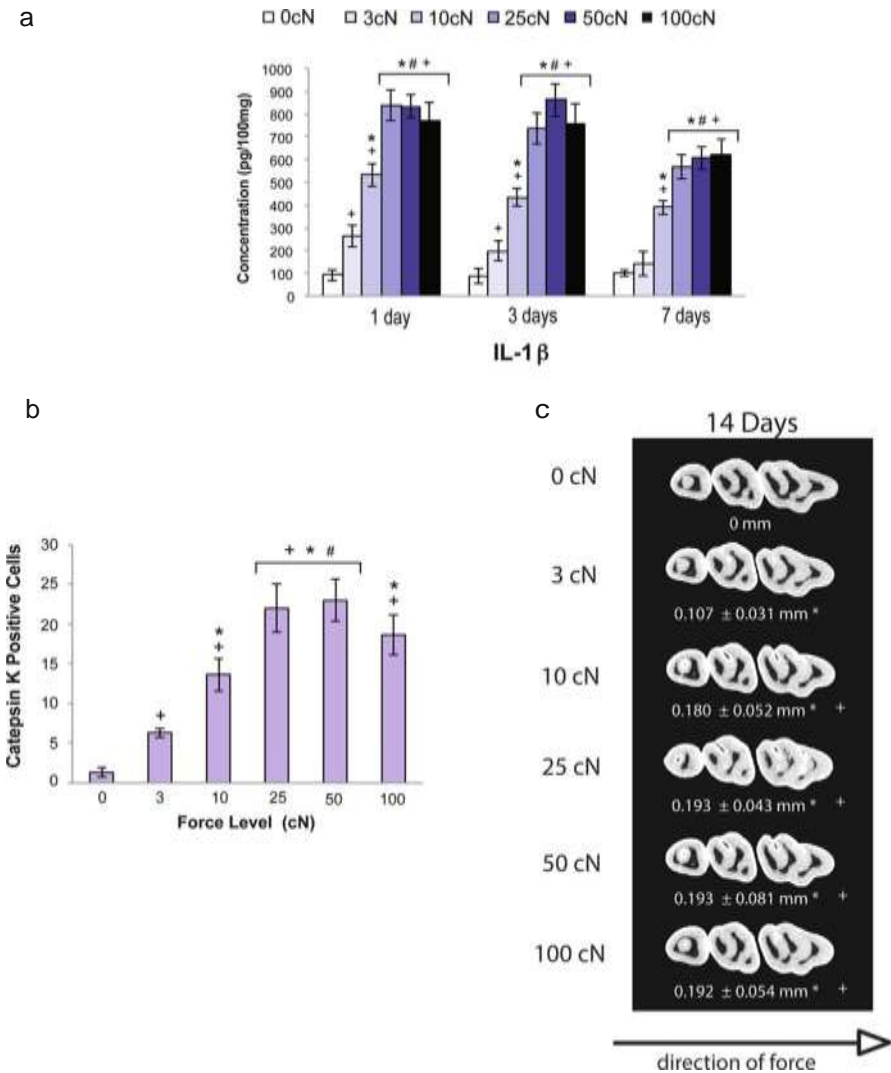 a
0cN 3cN 10cN 25cN 50cN 100cN
Concentration (pg/100mg)
1000
900
800
700
600
500
400
300
200
100
0
* # +
* # +
* # +
+
*
+
+
*
+
*
+
1 day 3 days 7 days
IL-1 β
b
Catepsin K Positive Cells
30
25
20
15
10
5
0
+
*
+
+ * #
*
+
0 3 10 25 50 100
Force Level (cN)
c
14 Days
0 cN
0 mm
3 cN
0.107 ± 0.031 mm *
10 cN
0.180 ± 0.052 mm * +
25 cN
0.193 ± 0.043 mm * +
50 cN
0.193 ± 0.081 mm * +
100 cN
0.192 ± 0.054 mm * +
direction of force